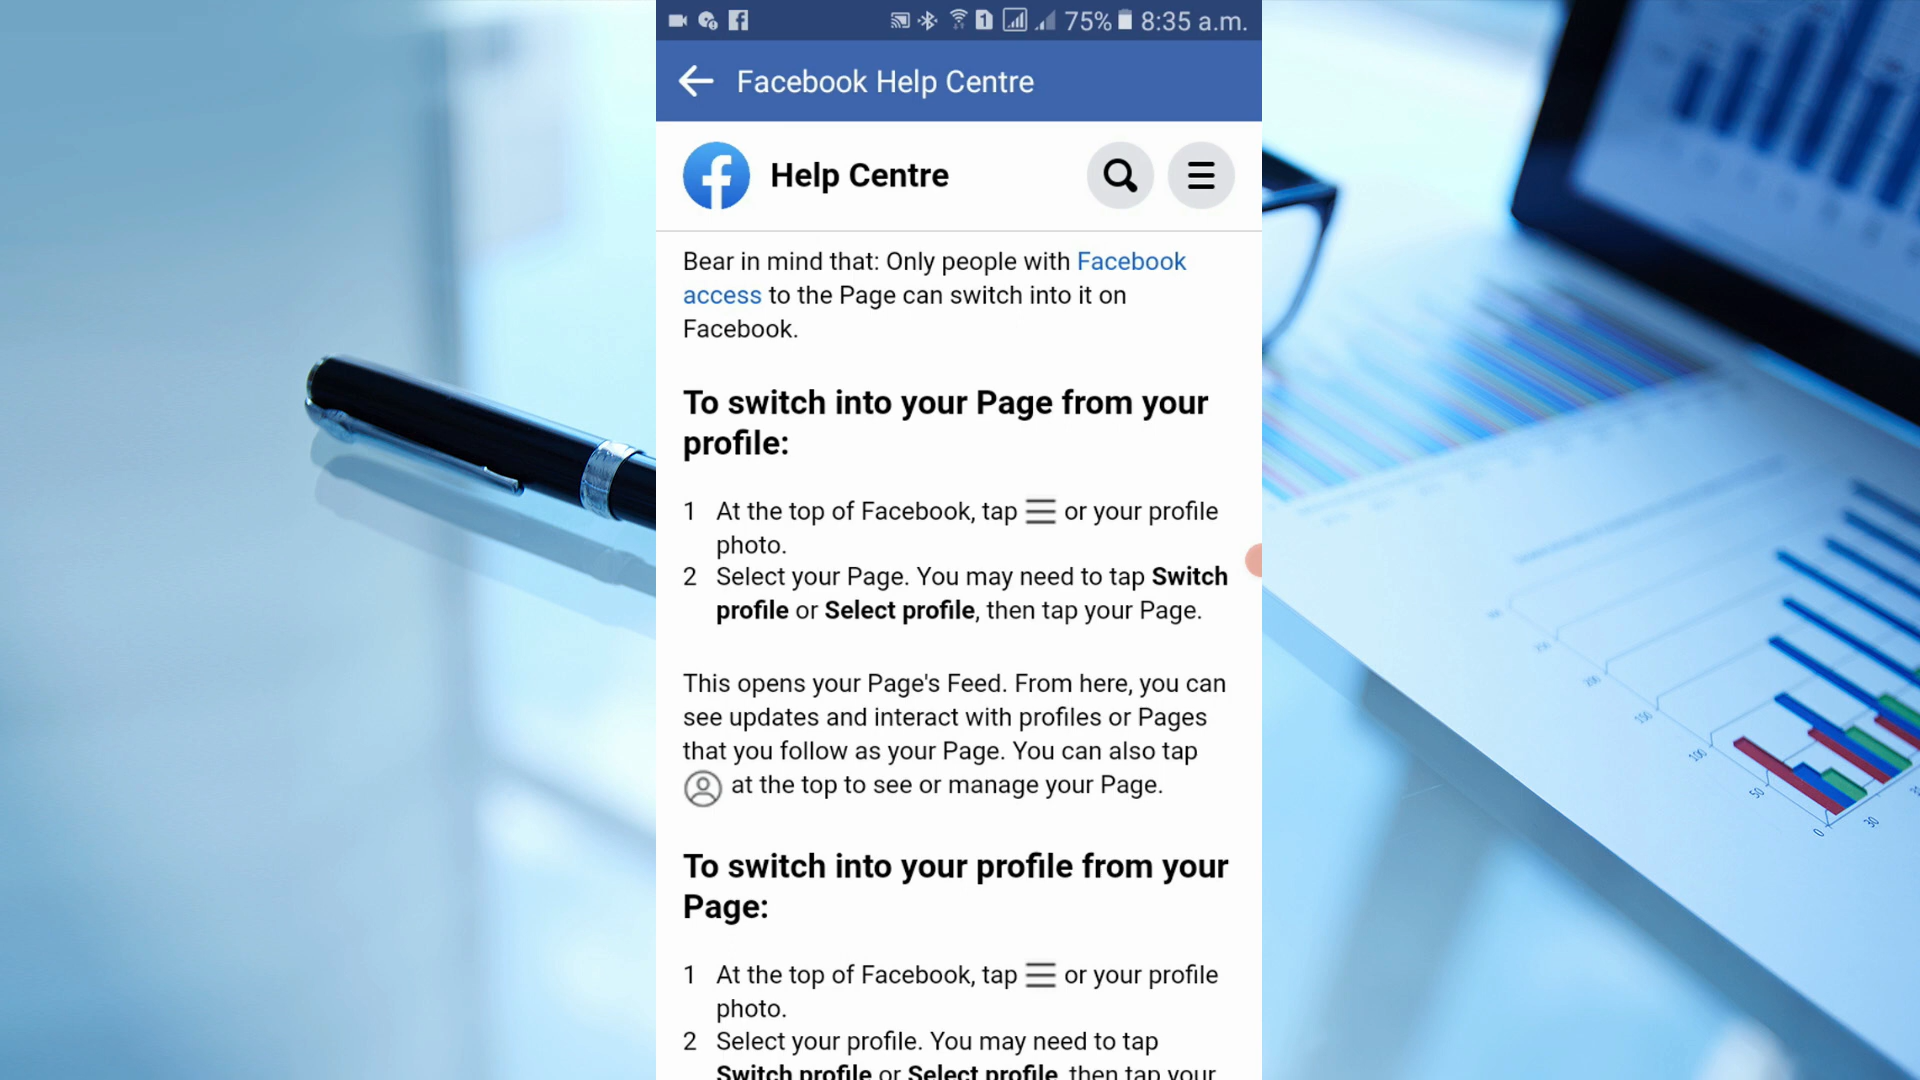 75% 8:35 a.m.
Facebook Help Centre
Help Centre
Bear in mind that: Only people with Facebook
access to the Page can switch into it on
Facebook.
To switch into your Page from your
profile:
1 At the top of Facebook, tap or your profile
photo.
2 Select your Page. You may need to tap Switch
profile or Select profile, then tap your Page.
This opens your Page's Feed. From here, you can
see updates and interact with profiles or Pages
that you follow as your Page. You can also tap
at the top to see or manage your Page.
To switch into your profile from your
Page:
1 At the top of Facebook, tap or your profile
photo.
2 Select your profile. You may need to tap
Switch profile or Select profile, then tap your
150
100
50
0
30